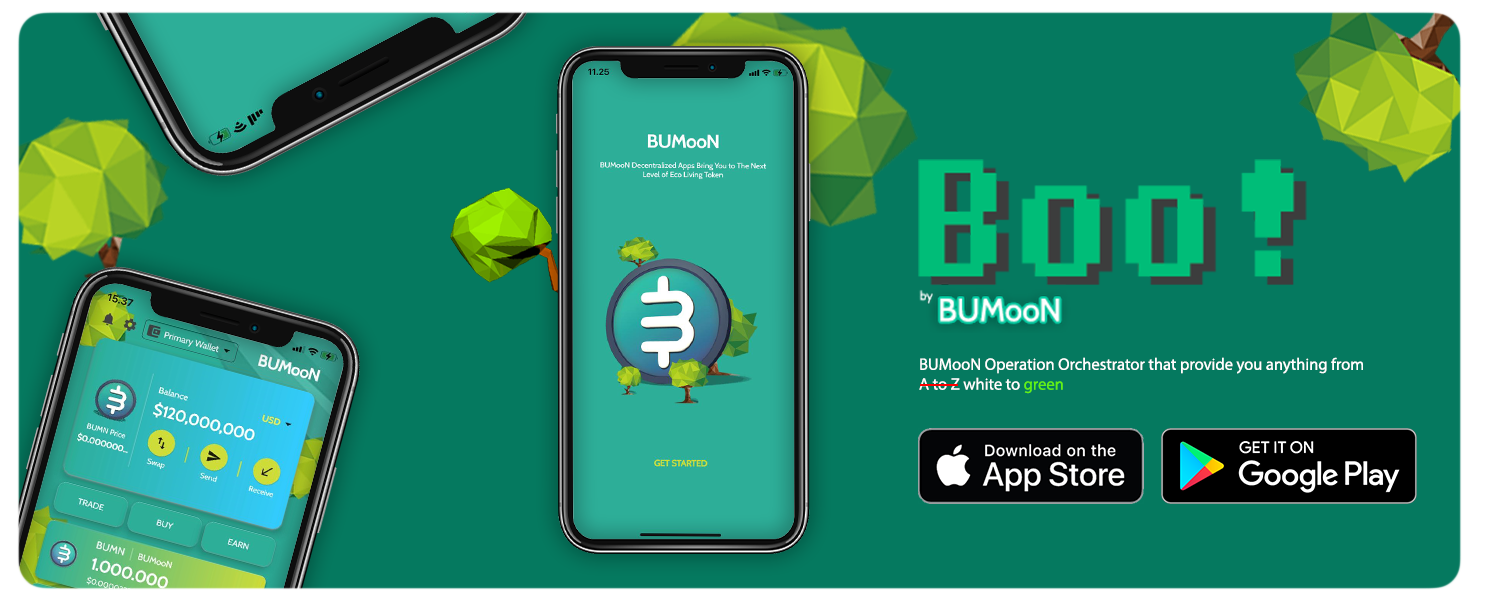 11.25
BUMooN
BUMooN Decentralized Apps Bring You to The Next
Level of Eco Living Token
GET STARTED
15.37
Primary Wallet
BUMooN
Balance
$120,000,000
USD
BUMN Price
$0.000000...
Swap
Send
Receive
TRADE
BUY
EARN
BUMN
BUMooN
1.000.000
Boo!
by
BUMooN
BUMooN Operation Orchestrator that provide you anything from
A to Z white to green
Download on the
App Store
GET IT ON
Google Play